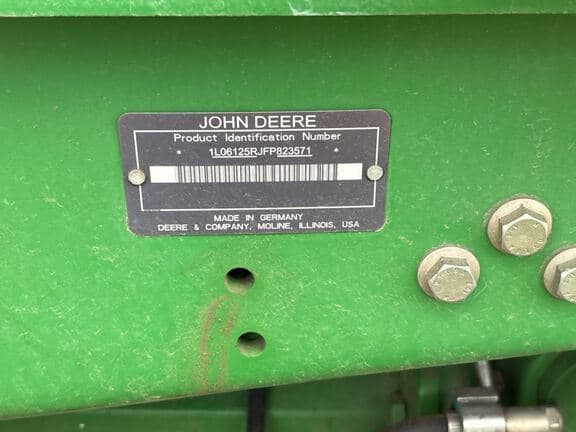 JOHN DEERE
Product Identification Number
* 1L06125RJFP823571 *
MADE IN GERMANY
DEERE & COMPANY, MOLINE, ILLINOIS, USA